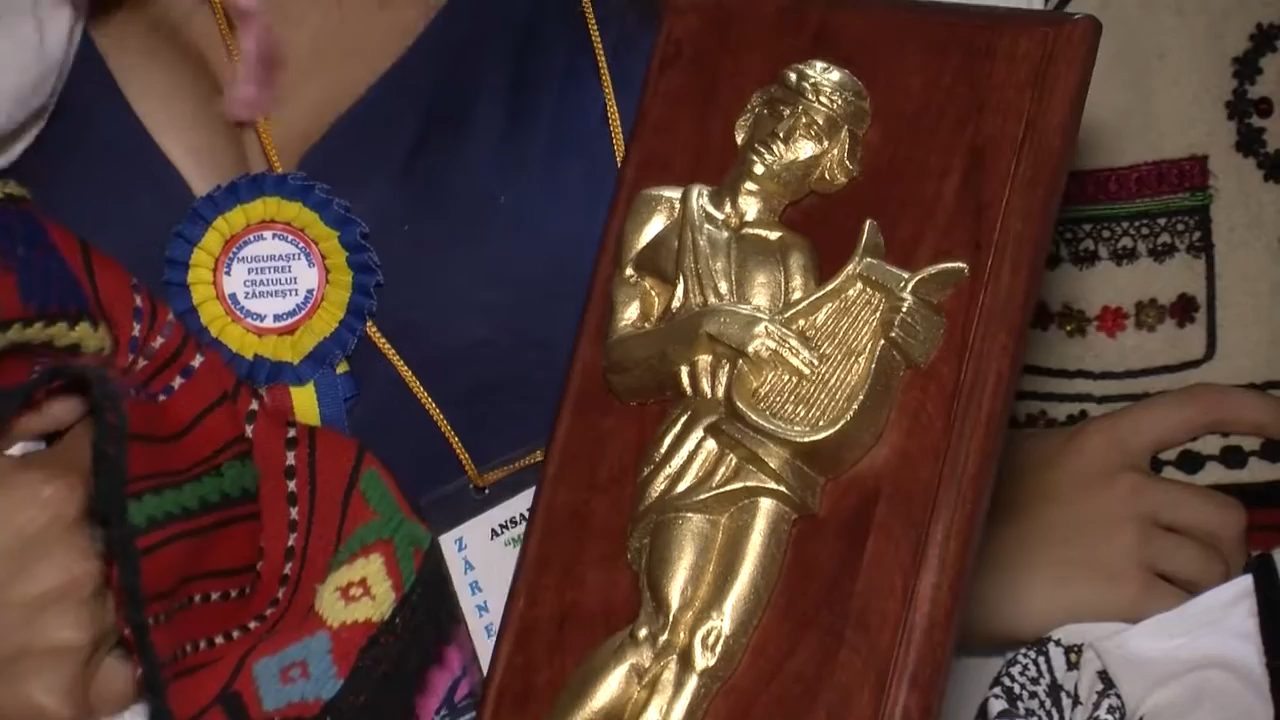 ANSAMBLUL FOLCLORIC
MUGURAȘII
PIETREI
CRAIULUI
ZĂRNEȘTI
BRAȘOV ROMÂNIA
ANSA
"M
ZĂRNE